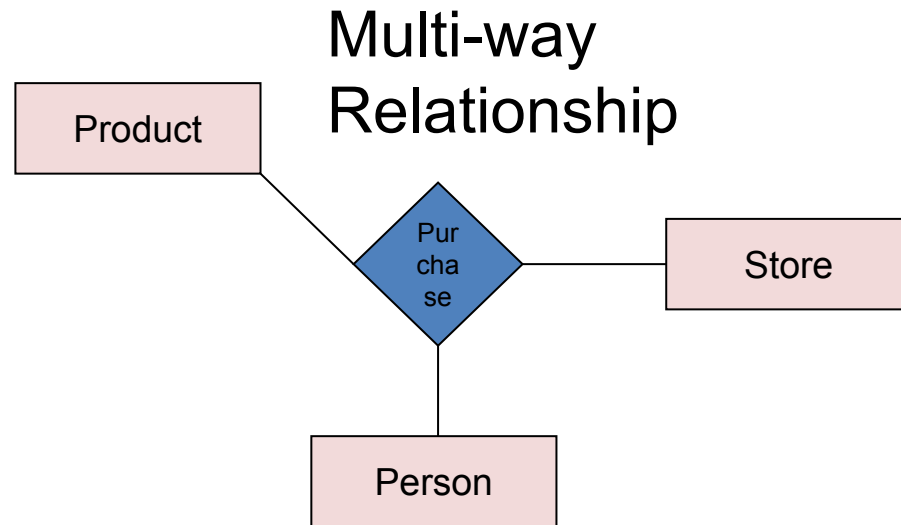 Multi-way
Relationship
Product
Pur
cha
se
Store
Person